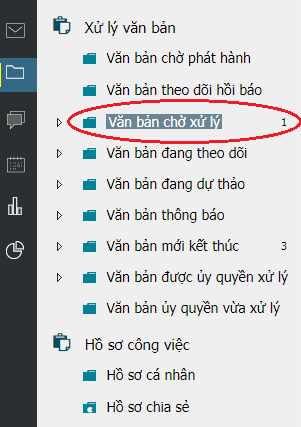 Xử lý văn bản
Văn bản chờ phát hành
Văn bản theo dõi hồi báo
Văn bản chờ xử lý 1
Văn bản đang theo dõi
Văn bản đang dự thảo
Văn bản thông báo
Văn bản mới kết thúc 3
Văn bản được ủy quyền xử lý
Văn bản ủy quyền vừa xử lý
Hồ sơ công việc
Hồ sơ cá nhân
Hồ sơ chia sẻ